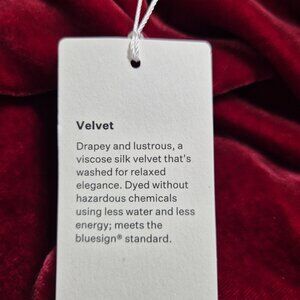 Velvet
Drapey and lustrous, a
viscose silk velvet that's
washed for relaxed
elegance. Dyed without
hazardous chemicals
using less water and less
energy; meets the
bluesign® standard.